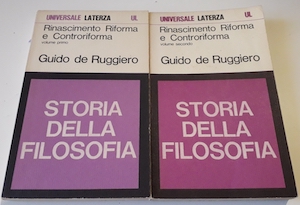 UNIVERSALE LATERZA UL
Rinascimento Riforma
e Controriforma
volume primo
Guido de Ruggiero
STORIA
DELLA
FILOSOFIA
UNIVERSALE LATERZA UL
Rinascimento Riforma
e Controriforma
volume secondo
Guido de Ruggiero
STORIA
DELLA
FILOSOFIA